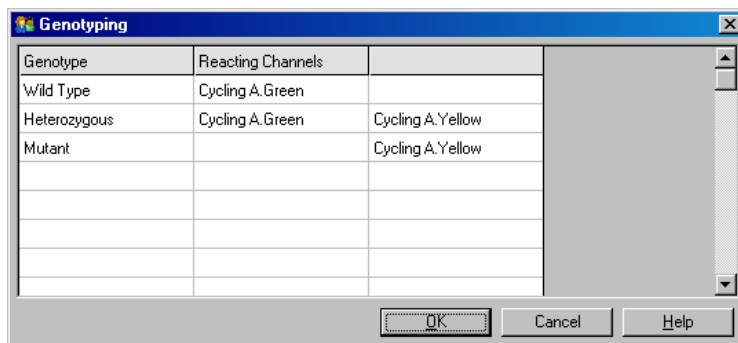 Genotyping
Genotype Reacting Channels
Wild Type Cycling A.Green
Heterozygous Cycling A.Green Cycling A.Yellow
Mutant Cycling A.Yellow
OK Cancel Help